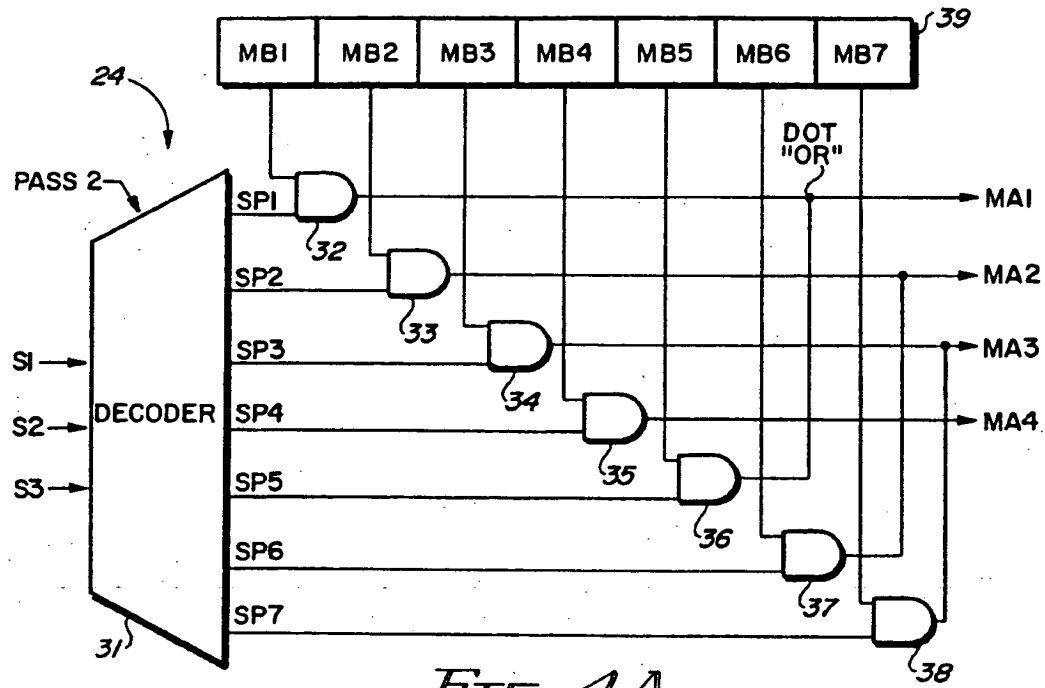 39
MB1 MB2 MB3 MB4 MB5 MB6 MB7
24
DOT
"OR"
PASS 2
SP1
MA1
32
SP2
MA2
33
S1
SP3
MA3
34
DECODER
S2
SP4
MA4
35
S3
SP5
36
SP6
37
SP7
31
38